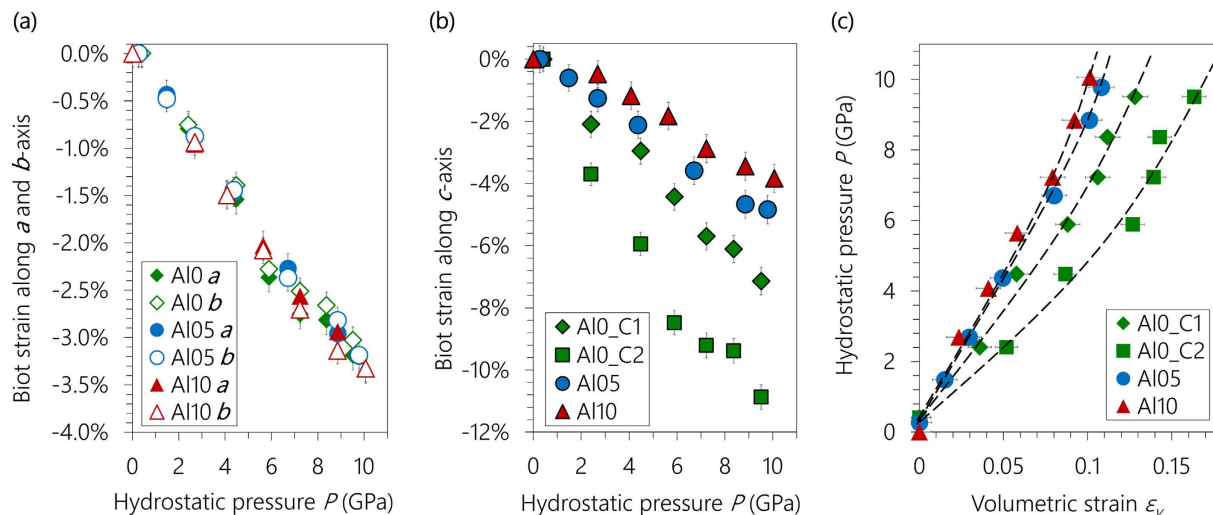 (a)
Biot strain along a and b-axis
0.0%
-0.5%
-1.0%
-1.5%
-2.0%
-2.5%
-3.0%
-3.5%
-4.0%
Al0 a
Al0 b
Al05 a
Al05 b
Al10 a
Al10 b
0 2 4 6 8 10
Hydrostatic pressure P (GPa)
(b)
Biot strain along c-axis
0%
-2%
-4%
-6%
-8%
-10%
-12%
Al0_C1
Al0_C2
Al05
Al10
0 2 4 6 8 10
Hydrostatic pressure P (GPa)
(c)
Hydrostatic pressure P (GPa)
10
8
6
4
2
0
Al0_C1
Al0_C2
Al05
Al10
0 0.05 0.1 0.15
Volumetric strain εv